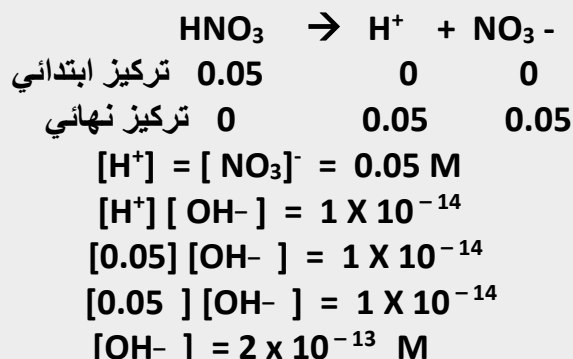 HNO₃ → H⁺ + NO₃ -
تركيز ابتدائي 0.05 0 0
تركيز نهائي 0 0.05 0.05
[H⁺] = [ NO₃]⁻ = 0.05 M
[H⁺] [ OH– ] = 1 X 10⁻¹⁴
[0.05] [OH– ] = 1 X 10⁻¹⁴
[0.05 ] [OH– ] = 1 X 10⁻¹⁴
[OH– ] = 2 x 10⁻¹³ M